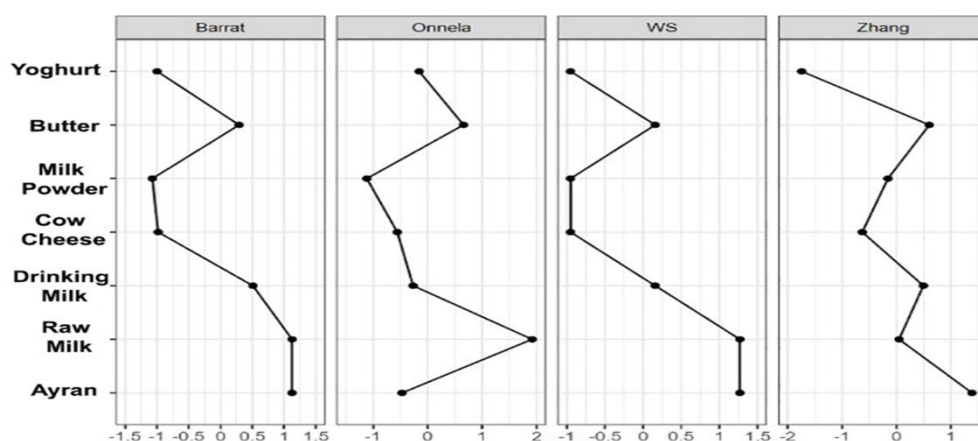 Barrat Onnela WS Zhang
Yoghurt
Butter
Milk
Powder
Cow
Cheese
Drinking
Milk
Raw
Milk
Ayran
-1.5 -1 -0.5 0 0.5 1 1.5 -1 0 1 2 -1 -0.5 0 0.5 1 -2 -1 0 1